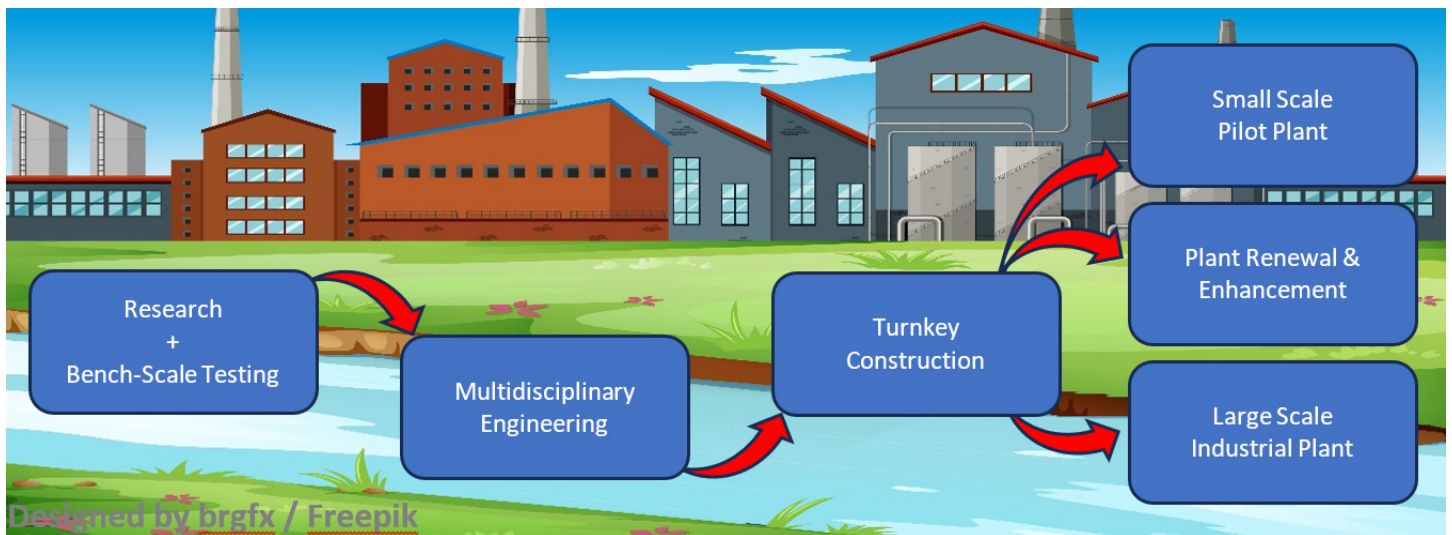 Research
+
Bench-Scale Testing
Multidisciplinary
Engineering
Turnkey
Construction
Small Scale
Pilot Plant
Plant Renewal &
Enhancement
Large Scale
Industrial Plant
Designed by brgfx / Freepik